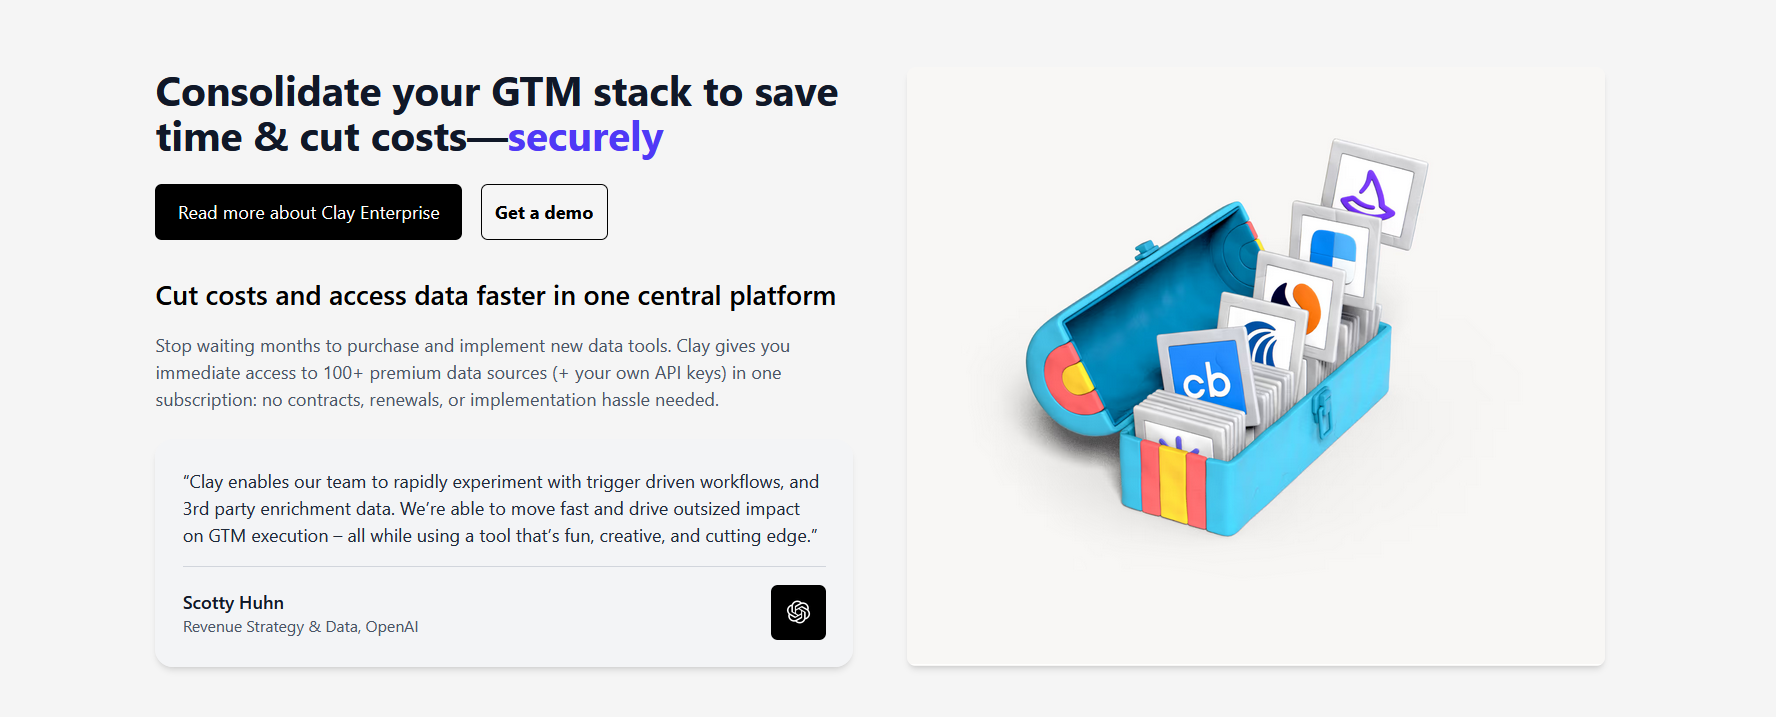 Consolidate your GTM stack to save
time & cut costs—securely
Read more about Clay Enterprise
Get a demo
Cut costs and access data faster in one central platform
Stop waiting months to purchase and implement new data tools. Clay gives you
immediate access to 100+ premium data sources (+ your own API keys) in one
subscription: no contracts, renewals, or implementation hassle needed.
“Clay enables our team to rapidly experiment with trigger driven workflows, and
3rd party enrichment data. We’re able to move fast and drive outsized impact
on GTM execution – all while using a tool that’s fun, creative, and cutting edge.”
Scotty Huhn
Revenue Strategy & Data, OpenAI
cb